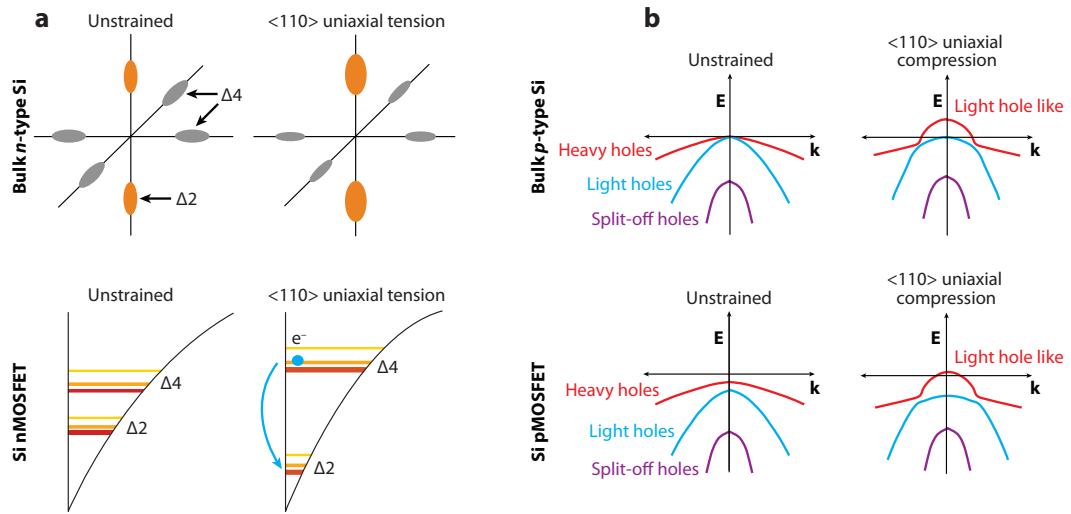 a
Unstrained
<110> uniaxial tension
Bulk n-type Si
Δ4
Δ2
Unstrained
<110> uniaxial tension
Si nMOSFET
Δ4
Δ2
e⁻
Δ4
Δ2
b
Unstrained
<110> uniaxial
compression
Bulk p-type Si
E
k
Heavy holes
Light holes
Split-off holes
E
Light hole like
k
Unstrained
<110> uniaxial
compression
Si pMOSFET
E
k
Heavy holes
Light holes
Split-off holes
E
Light hole like
k